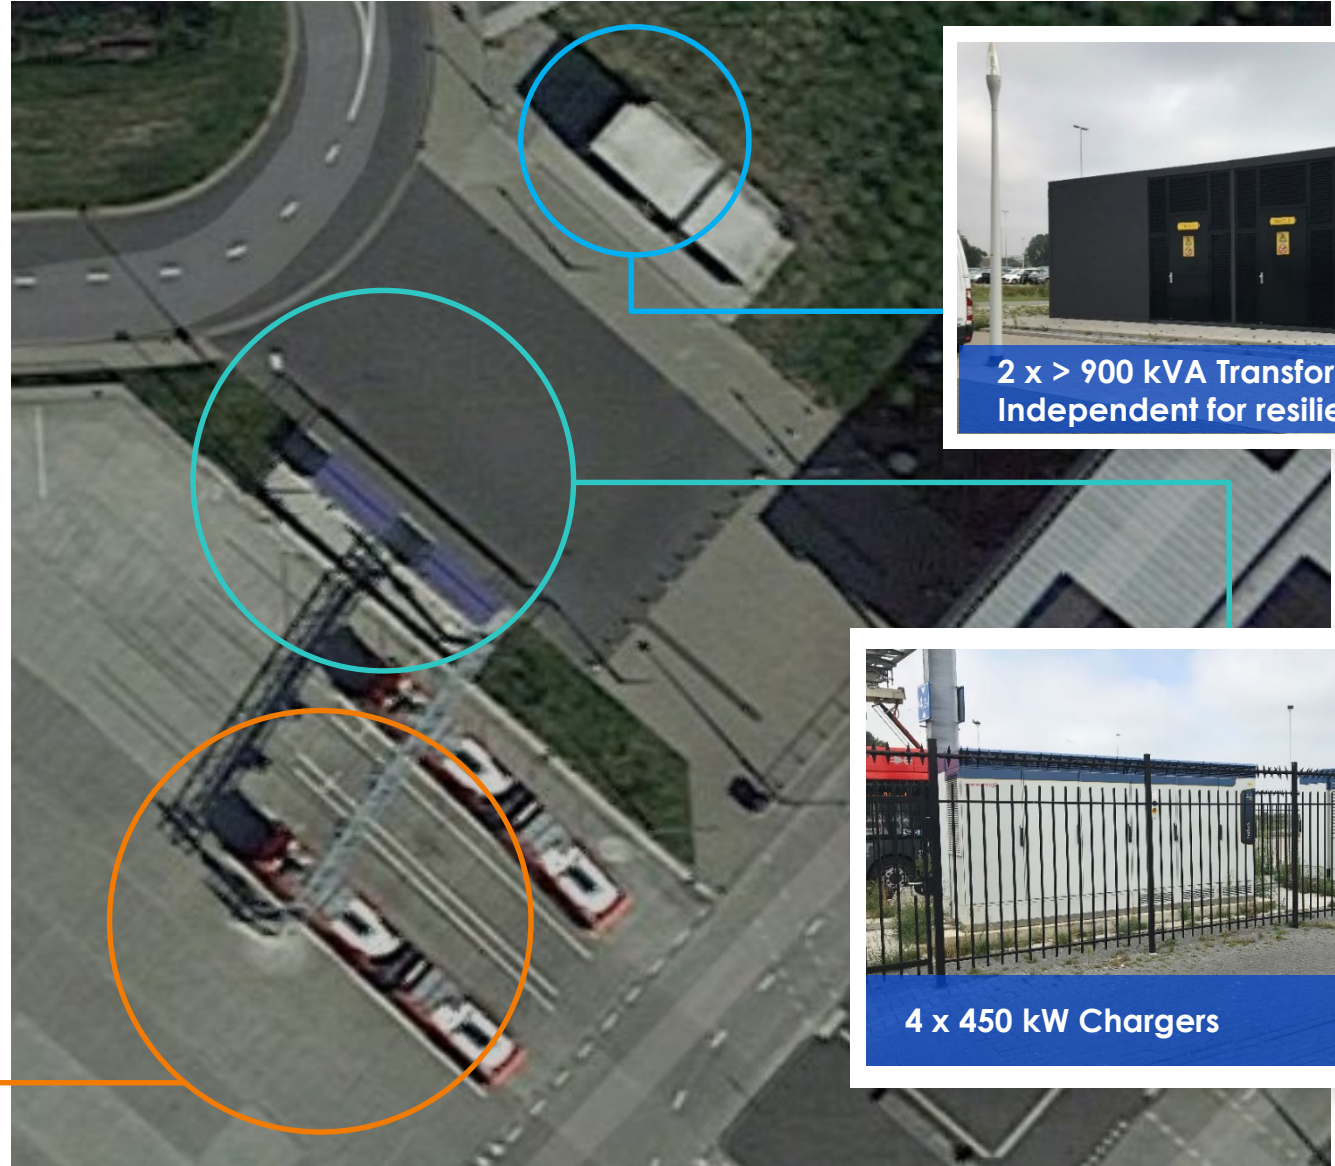 2 x > 900 kVA Transfor
Independent for resilie
4 x 450 kW Chargers